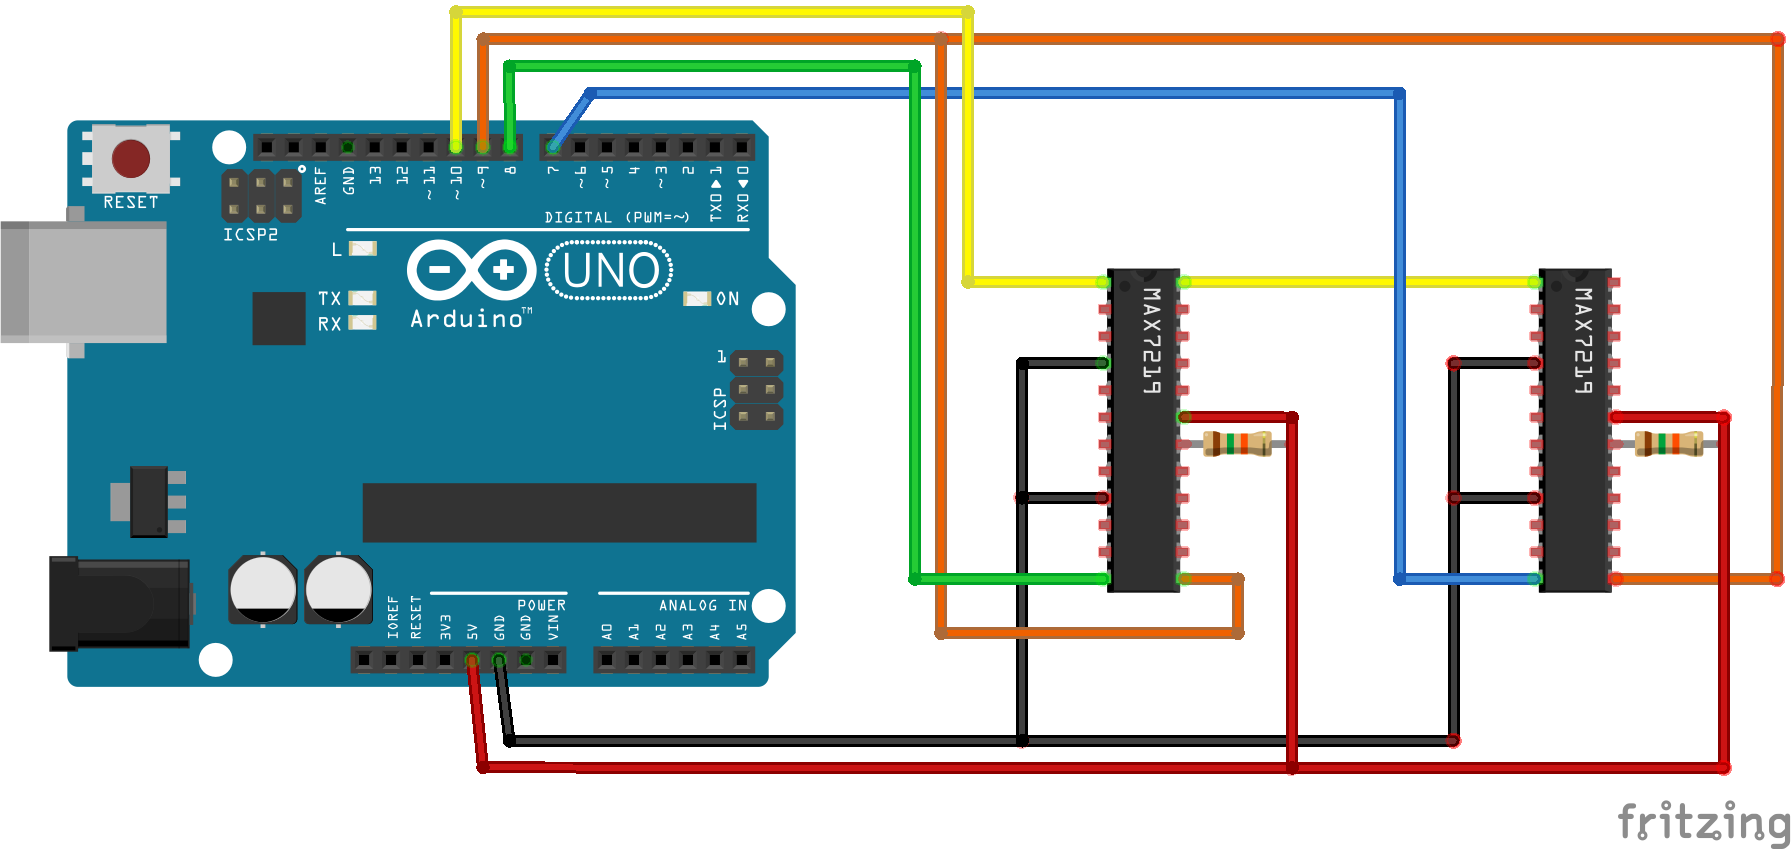 RESET
ICSP2
AREF
GND
13
12
~11
~10
~9
8
7
~6
~5
4
~3
2
TX0▶1
RX0◀0
DIGITAL (PWM=~)
L
TX
RX
UNO
ON
Arduino™
1
ICSP
MAX7219
MAX7219
POWER
ANALOG IN
IOREF
RESET
3V3
5V
GND
GND
VIN
A0
A1
A2
A3
A4
A5
fritzing